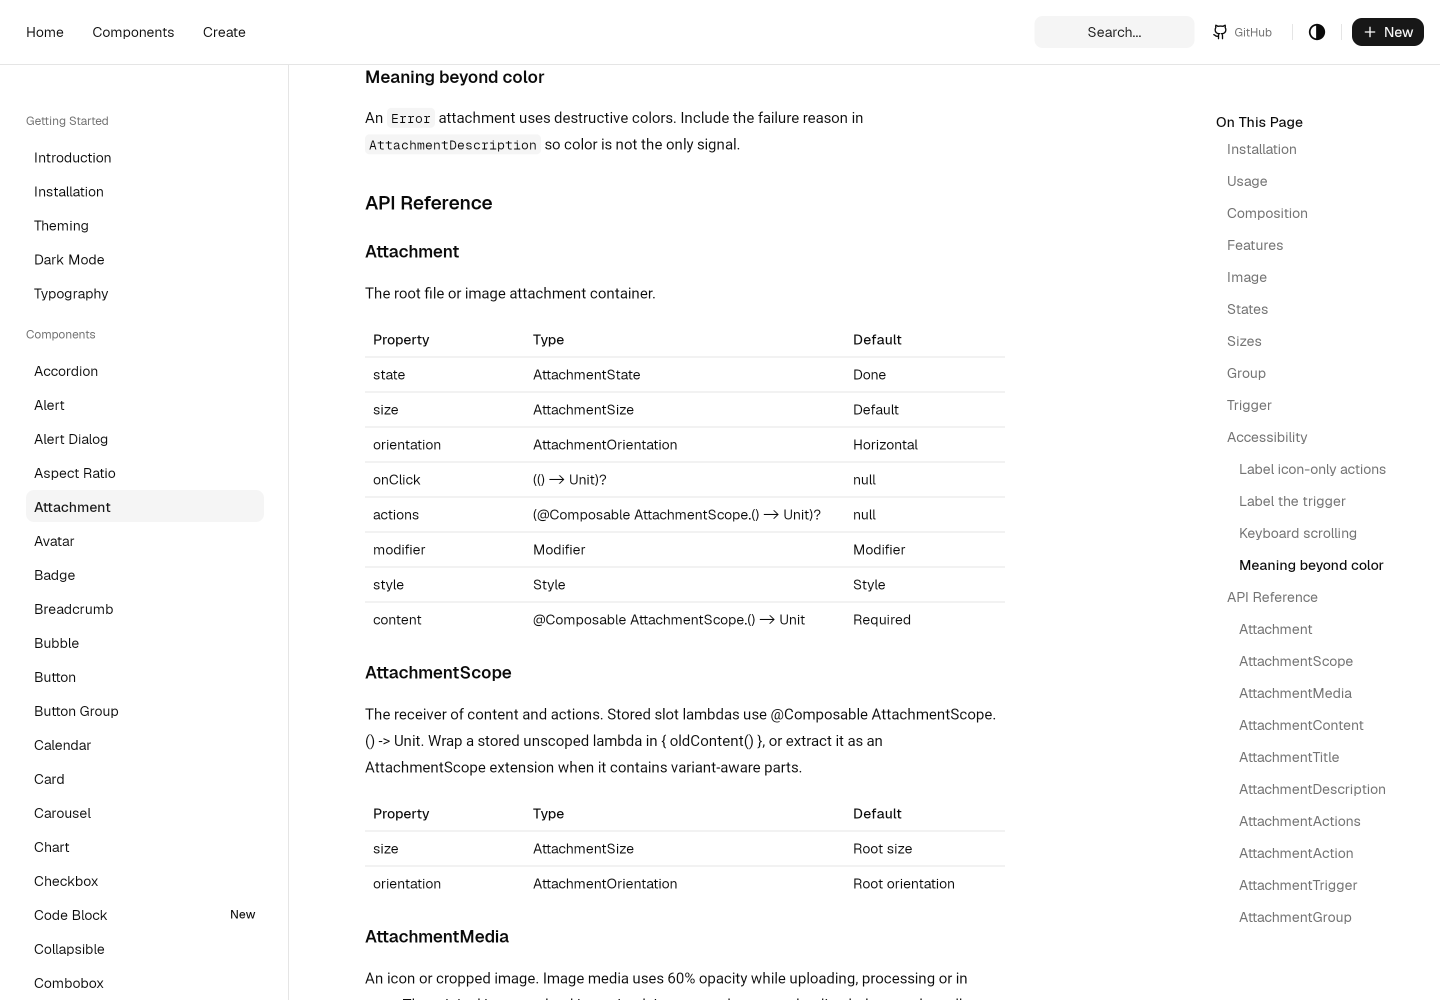 Home
Components
Create
Search...
GitHub
New
Getting Started
Introduction
Installation
Theming
Dark Mode
Typography
Components
Accordion
Alert
Alert Dialog
Aspect Ratio
Attachment
Avatar
Badge
Breadcrumb
Bubble
Button
Button Group
Calendar
Card
Carousel
Chart
Checkbox
Code Block New
Collapsible
Combobox
Meaning beyond color
An Error attachment uses destructive colors. Include the failure reason in
AttachmentDescription so color is not the only signal.
API Reference
Attachment
The root file or image attachment container.
Property Type Default
state AttachmentState Done
size AttachmentSize Default
orientation AttachmentOrientation Horizontal
onClick (() -> Unit)? null
actions (@Composable AttachmentScope.() -> Unit)? null
modifier Modifier Modifier
style Style Style
content @Composable AttachmentScope.() -> Unit Required
AttachmentScope
The receiver of content and actions. Stored slot lambdas use @Composable AttachmentScope.
() -> Unit. Wrap a stored unscoped lambda in { oldContent() }, or extract it as an
AttachmentScope extension when it contains variant-aware parts.
Property Type Default
size AttachmentSize Root size
orientation AttachmentOrientation Root orientation
AttachmentMedia
An icon or cropped image. Image media uses 60% opacity while uploading, processing or in
On This Page
Installation
Usage
Composition
Features
Image
States
Sizes
Group
Trigger
Accessibility
Label icon-only actions
Label the trigger
Keyboard scrolling
Meaning beyond color
API Reference
Attachment
AttachmentScope
AttachmentMedia
AttachmentContent
AttachmentTitle
AttachmentDescription
AttachmentActions
AttachmentAction
AttachmentTrigger
AttachmentGroup